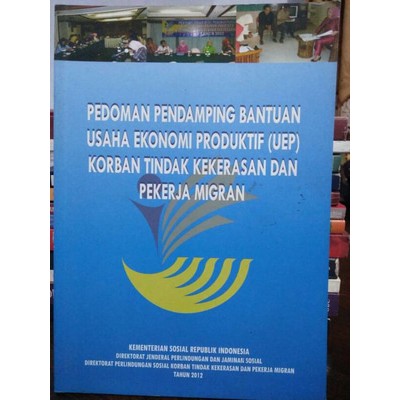 PEDOMAN PENDAMPING BANTUAN
USAHA EKONOMI PRODUKTIF (UEP)
KORBAN TINDAK KEKERASAN DAN
PEKERJA MIGRAN
KEMENTERIAN SOSIAL REPUBLIK INDONESIA
DIREKTORAT JENDERAL PERLINDUNGAN DAN JAMINAN SOSIAL
DIREKTORAT PERLINDUNGAN SOSIAL KORBAN TINDAK KEKERASAN DAN PEKERJA MIGRAN
TAHUN 2012